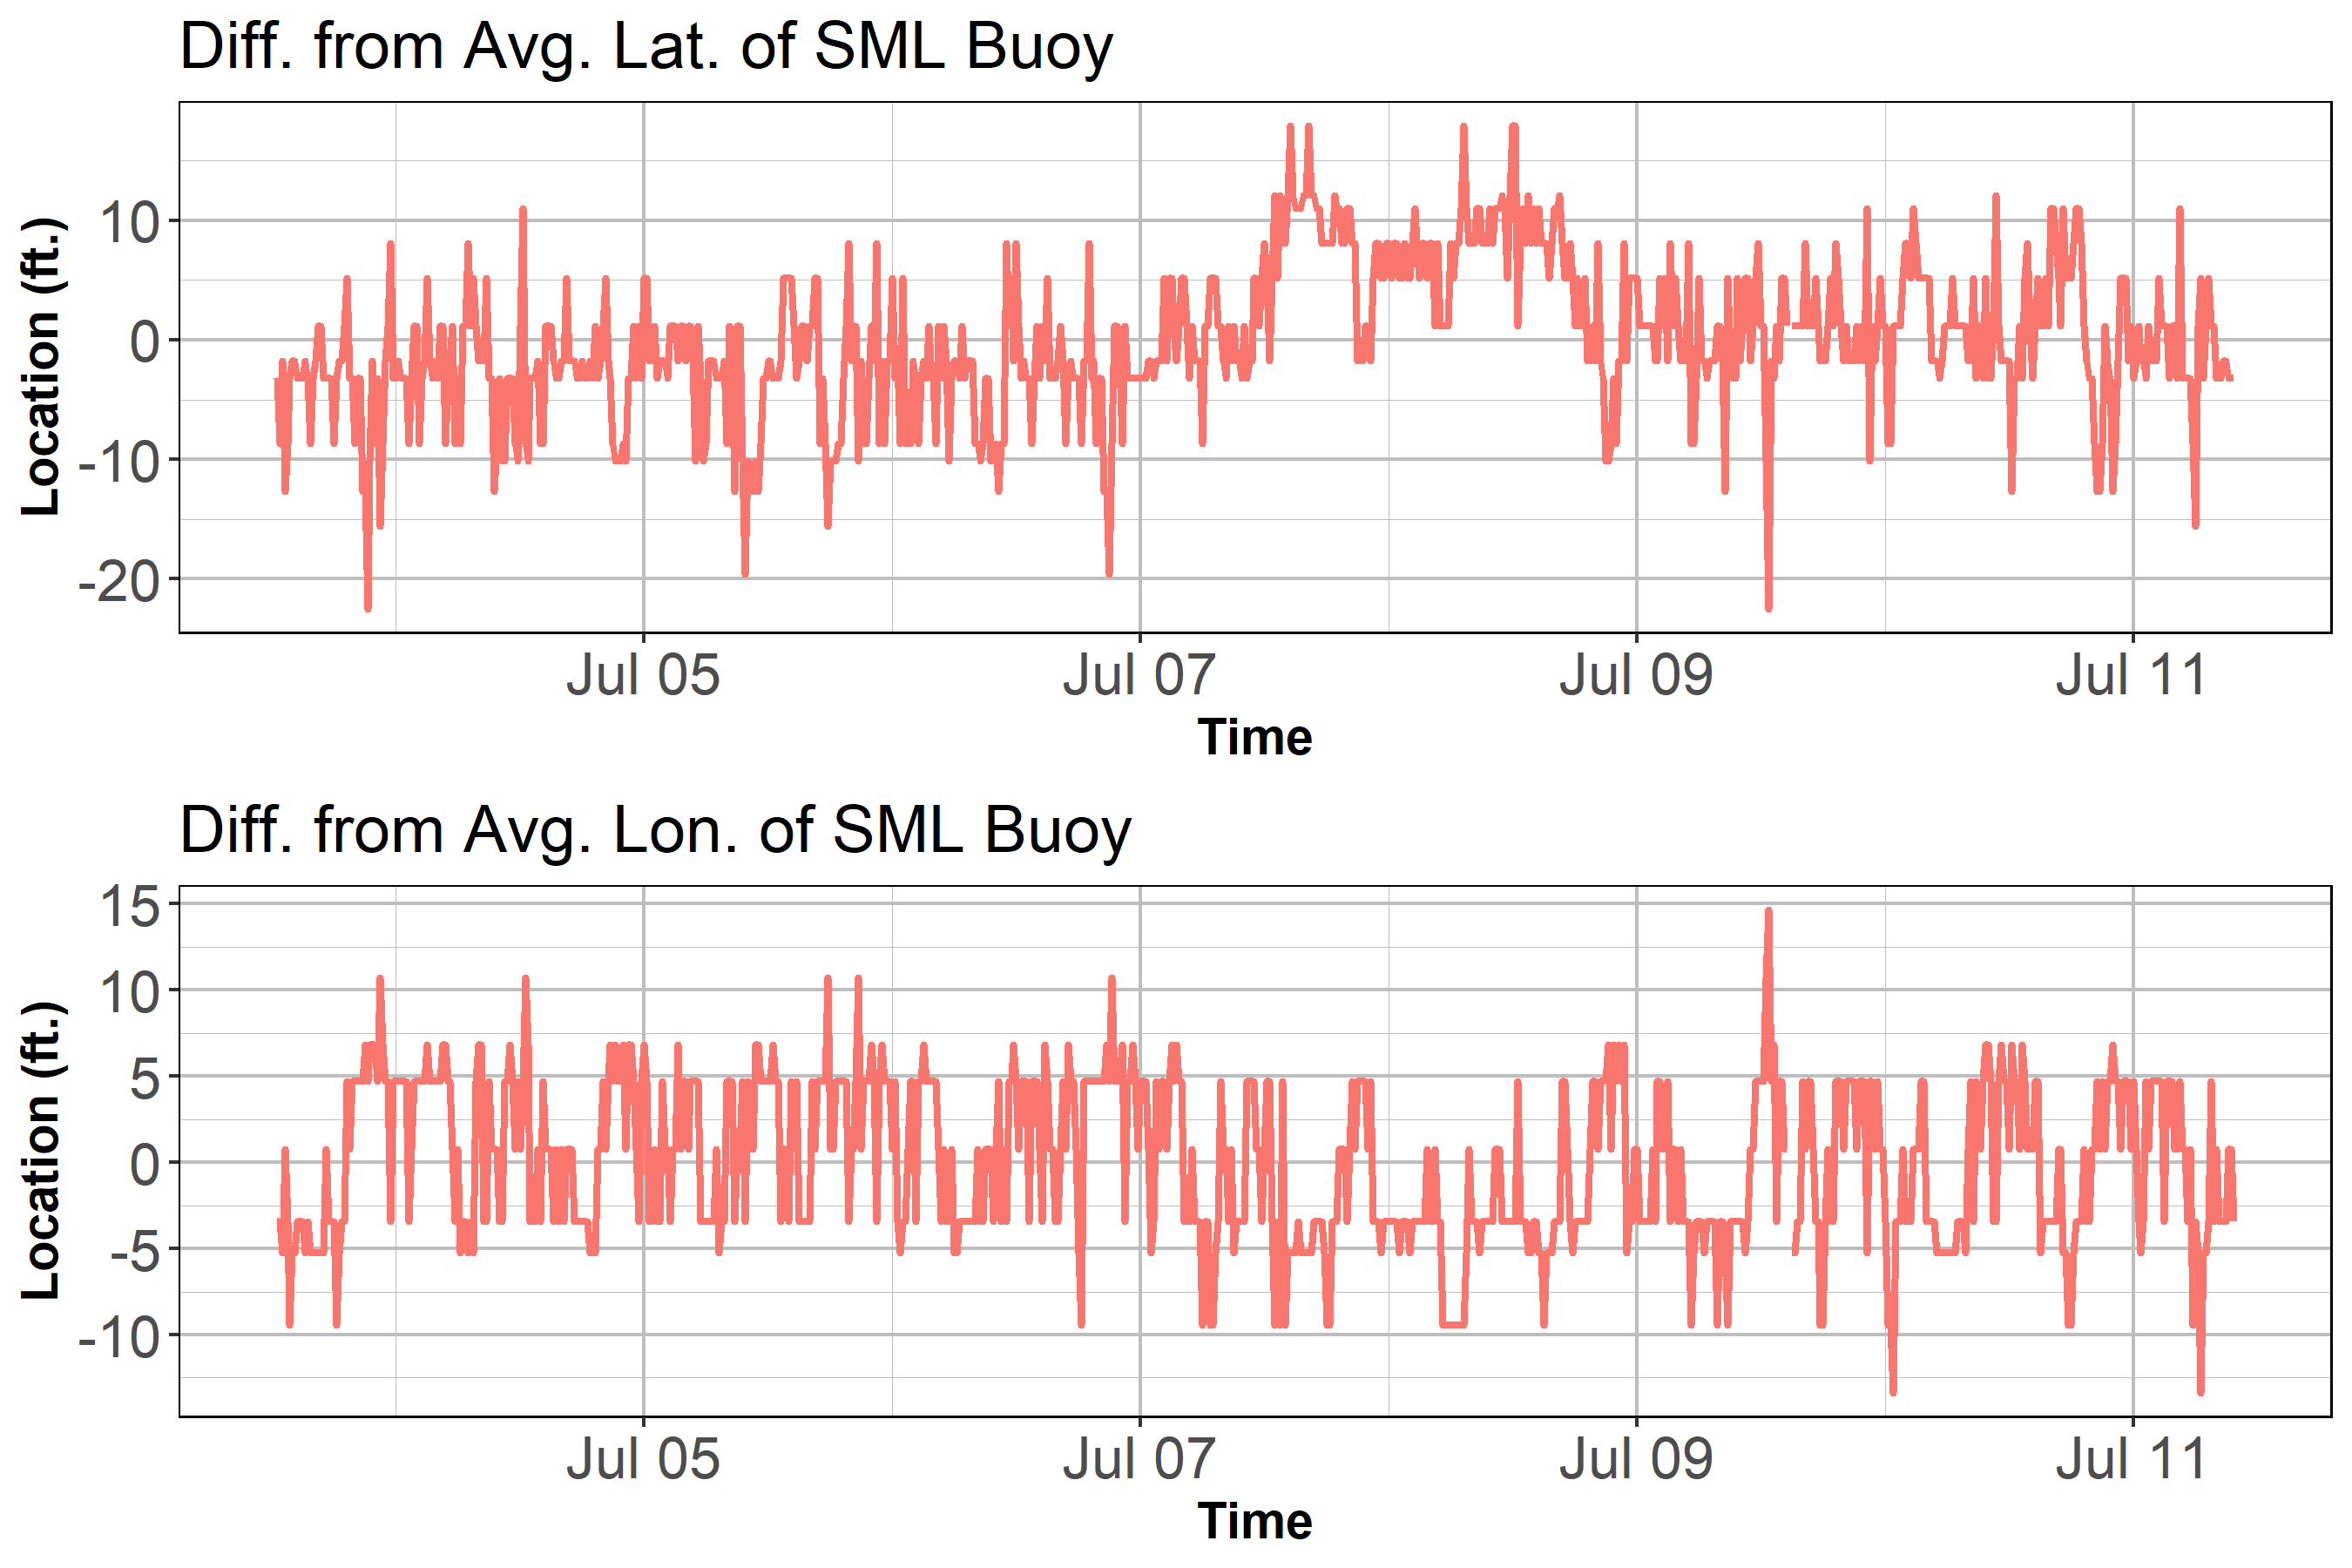 Diff. from Avg. Lat. of SML Buoy
Location (ft.)
10
0
-10
-20
Jul 05 Jul 07 Jul 09 Jul 11
Time
Diff. from Avg. Lon. of SML Buoy
Location (ft.)
15
10
5
0
-5
-10
Jul 05 Jul 07 Jul 09 Jul 11
Time